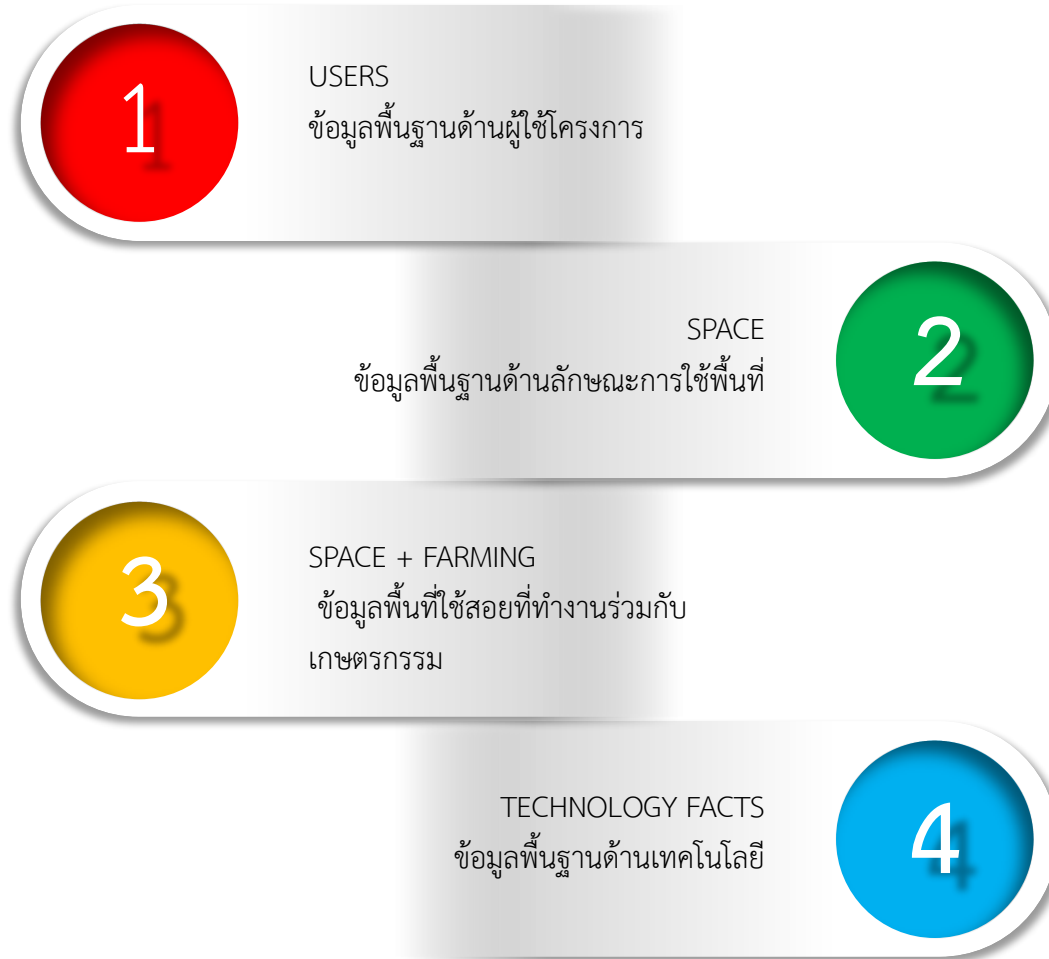 1
USERS
ข้อมูลพื้นฐานด้านผู้ใช้โครงการ
SPACE
ข้อมูลพื้นฐานด้านลักษณะการใช้พื้นที่
2
3
SPACE + FARMING
ข้อมูลพื้นที่ใช้สอยที่ทำงานร่วมกับ
เกษตรกรรม
TECHNOLOGY FACTS
ข้อมูลพื้นฐานด้านเทคโนโลยี
4